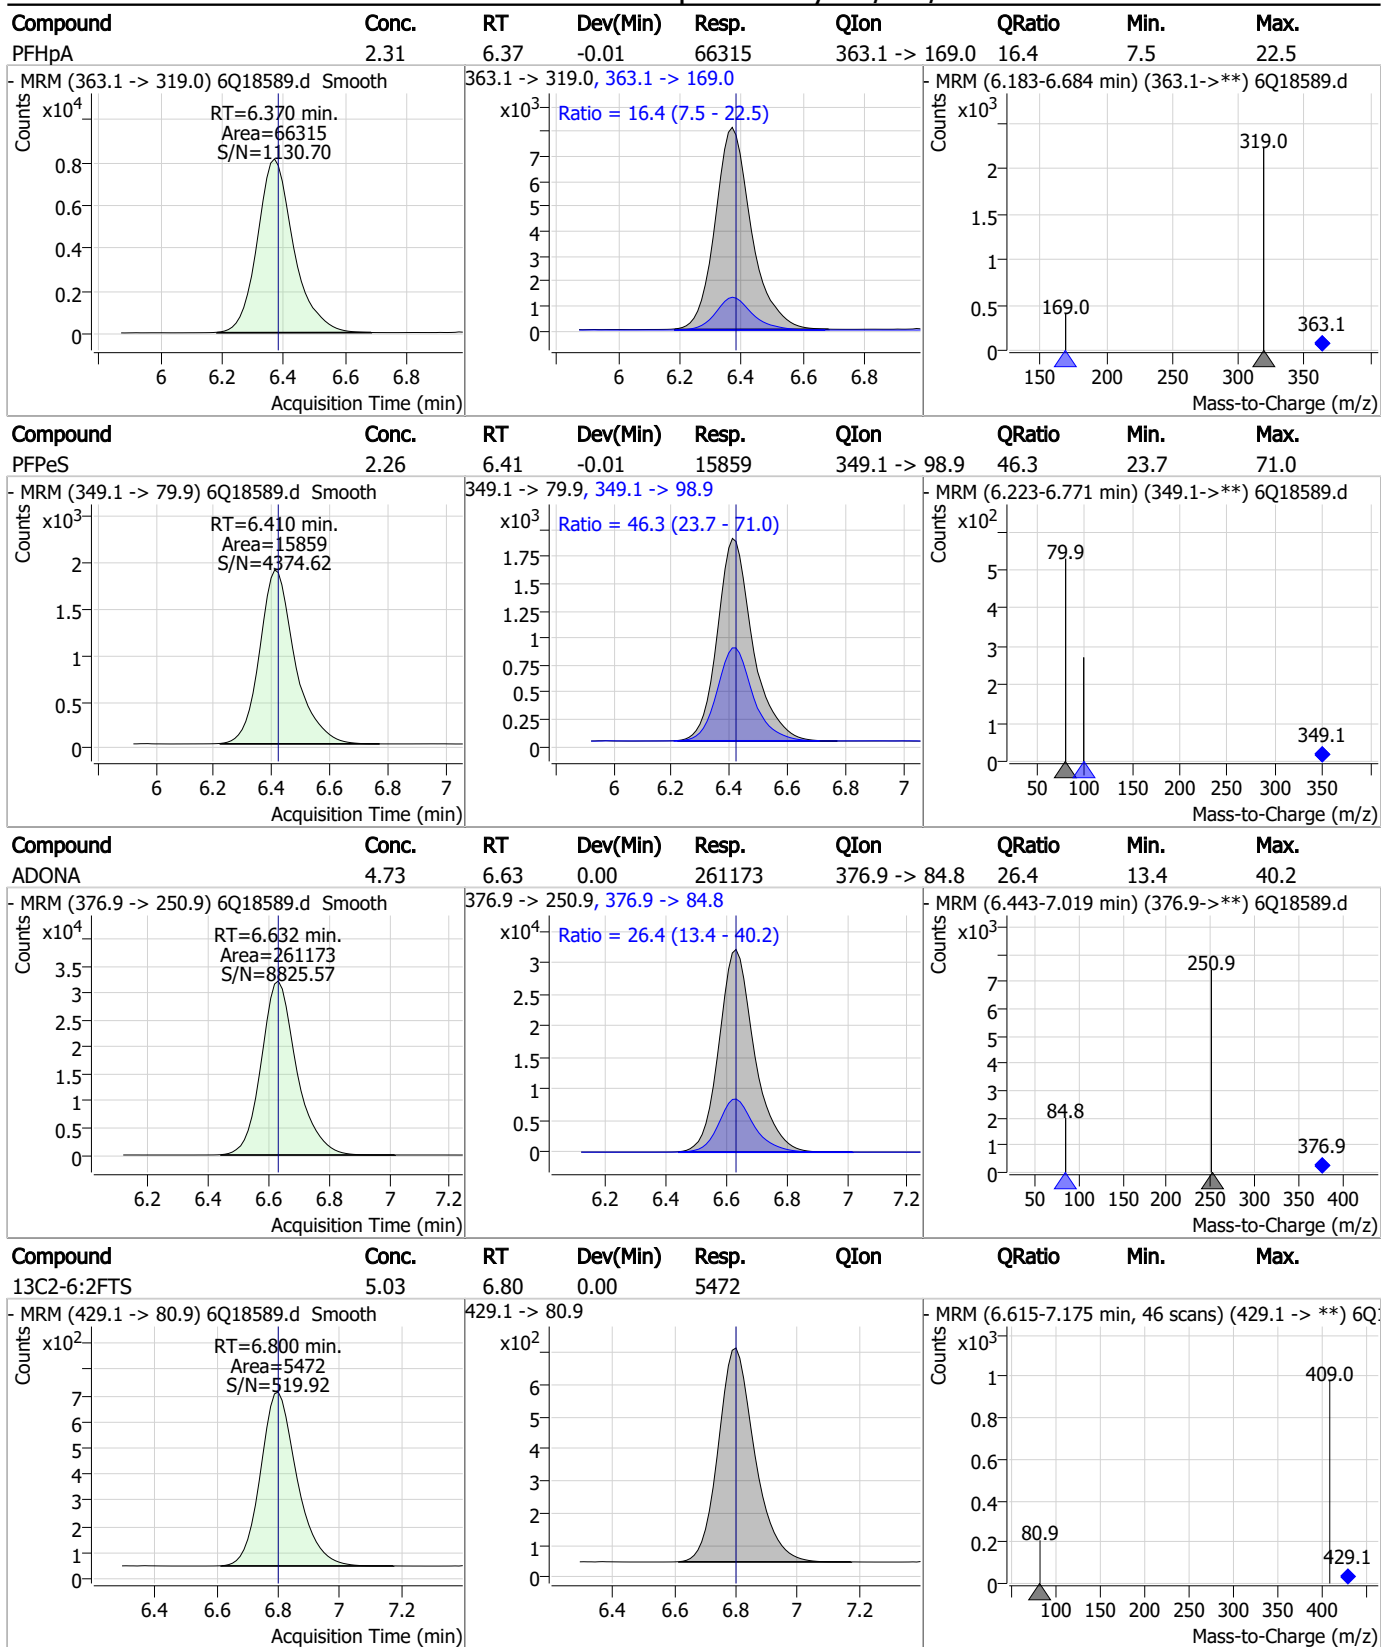 Compound Conc. RT Dev(Min) Resp. QIon QRatio Min. Max.
PFHpA 2.31 6.37 -0.01 66315 363.1 -> 169.0 16.4 7.5 22.5
- MRM (363.1 -> 319.0) 6Q18589.d Smooth
Counts
x10^4
RT=6.370 min.
Area=66315
S/N=1130.70
0.8
0.6
0.4
0.2
0
6 6.2 6.4 6.6 6.8
Acquisition Time (min)
363.1 -> 319.0, 363.1 -> 169.0
x10^3
Ratio = 16.4 (7.5 - 22.5)
7
6
5
4
3
2
1
0
6 6.2 6.4 6.6 6.8
- MRM (6.183-6.684 min) (363.1->**) 6Q18589.d
Counts
x10^3
319.0
2
1.5
1
0.5
0
169.0
363.1
150 200 250 300 350
Mass-to-Charge (m/z)
Compound Conc. RT Dev(Min) Resp. QIon QRatio Min. Max.
PFPeS 2.26 6.41 -0.01 15859 349.1 -> 98.9 46.3 23.7 71.0
- MRM (349.1 -> 79.9) 6Q18589.d Smooth
Counts
x10^3
RT=6.410 min.
Area=15859
S/N=4374.62
2
1.5
1
0.5
0
6 6.2 6.4 6.6 6.8 7
Acquisition Time (min)
349.1 -> 79.9, 349.1 -> 98.9
x10^3
Ratio = 46.3 (23.7 - 71.0)
1.75
1.5
1.25
1
0.75
0.5
0.25
0
6 6.2 6.4 6.6 6.8 7
- MRM (6.223-6.771 min) (349.1->**) 6Q18589.d
Counts
x10^2
79.9
5
4
3
2
1
0
349.1
50 100 150 200 250 300 350
Mass-to-Charge (m/z)
Compound Conc. RT Dev(Min) Resp. QIon QRatio Min. Max.
ADONA 4.73 6.63 0.00 261173 376.9 -> 84.8 26.4 13.4 40.2
- MRM (376.9 -> 250.9) 6Q18589.d Smooth
Counts
x10^4
RT=6.632 min.
Area=261173
S/N=8825.57
3.5
3
2.5
2
1.5
1
0.5
0
6.2 6.4 6.6 6.8 7 7.2
Acquisition Time (min)
376.9 -> 250.9, 376.9 -> 84.8
x10^4
Ratio = 26.4 (13.4 - 40.2)
3
2.5
2
1.5
1
0.5
0
6.2 6.4 6.6 6.8 7 7.2
- MRM (6.443-7.019 min) (376.9->**) 6Q18589.d
Counts
x10^3
250.9
7
6
5
4
3
2
1
0
84.8
376.9
50 100 150 200 250 300 350 400
Mass-to-Charge (m/z)
Compound Conc. RT Dev(Min) Resp. QIon QRatio Min. Max.
13C2-6:2FTS 5.03 6.80 0.00 5472
- MRM (429.1 -> 80.9) 6Q18589.d Smooth
Counts
x10^2
RT=6.800 min.
Area=5472
S/N=519.92
7
6
5
4
3
2
1
0
6.4 6.6 6.8 7 7.2
Acquisition Time (min)
429.1 -> 80.9
x10^2
6
5
4
3
2
1
0
6.4 6.6 6.8 7 7.2
- MRM (6.615-7.175 min, 46 scans) (429.1 -> **) 6Q
Counts
x10^3
409.0
1
0.8
0.6
0.4
0.2
0
80.9
429.1
100 150 200 250 300 350 400
Mass-to-Charge (m/z)